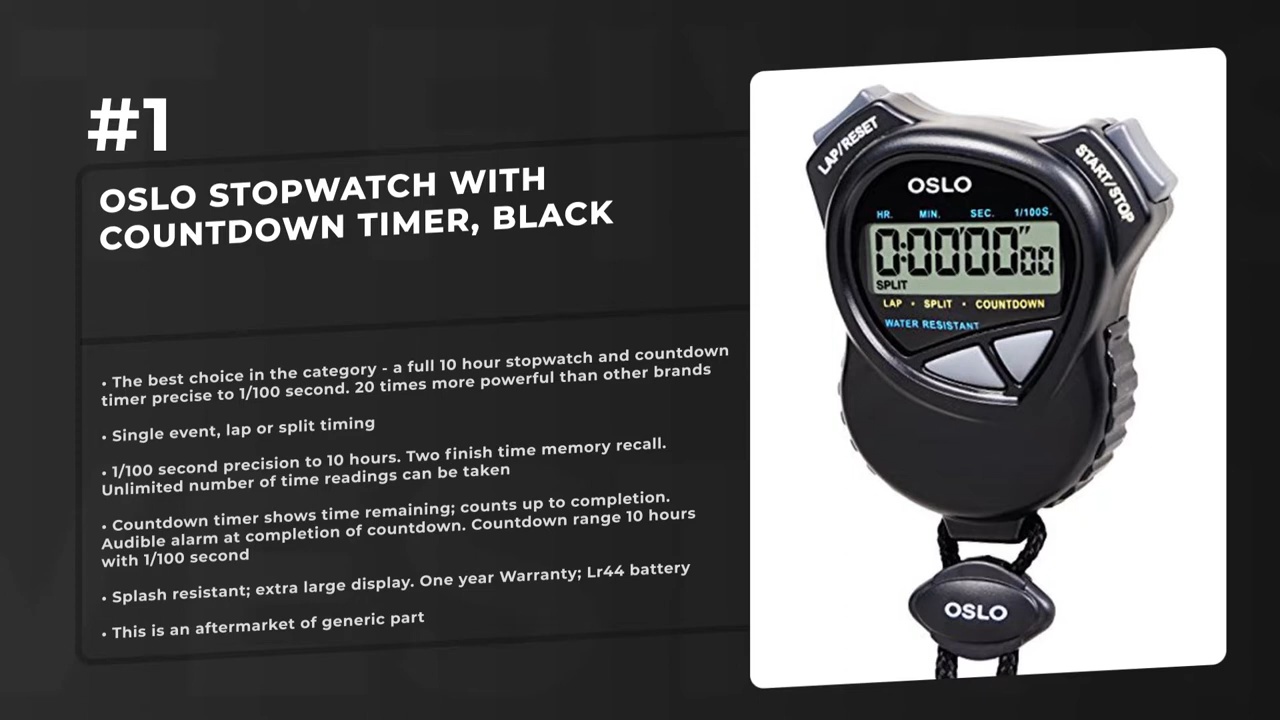 #1
OSLO STOPWATCH WITH
COUNTDOWN TIMER, BLACK
• The best choice in the category - a full 10 hour stopwatch and countdown
timer precise to 1/100 second. 20 times more powerful than other brands
• Single event, lap or split timing
• 1/100 second precision to 10 hours. Two finish time memory recall.
Unlimited number of time readings can be taken
• Countdown timer shows time remaining; counts up to completion.
Audible alarm at completion of countdown. Countdown range 10 hours
with 1/100 second
• Splash resistant; extra large display. One year Warranty; Lr44 battery
• This is an aftermarket of generic part
LAP/RESET
START/STOP
OSLO
HR. MIN. SEC. 1/100S.
0:00'00"00
SPLIT
LAP • SPLIT • COUNTDOWN
WATER RESISTANT
OSLO